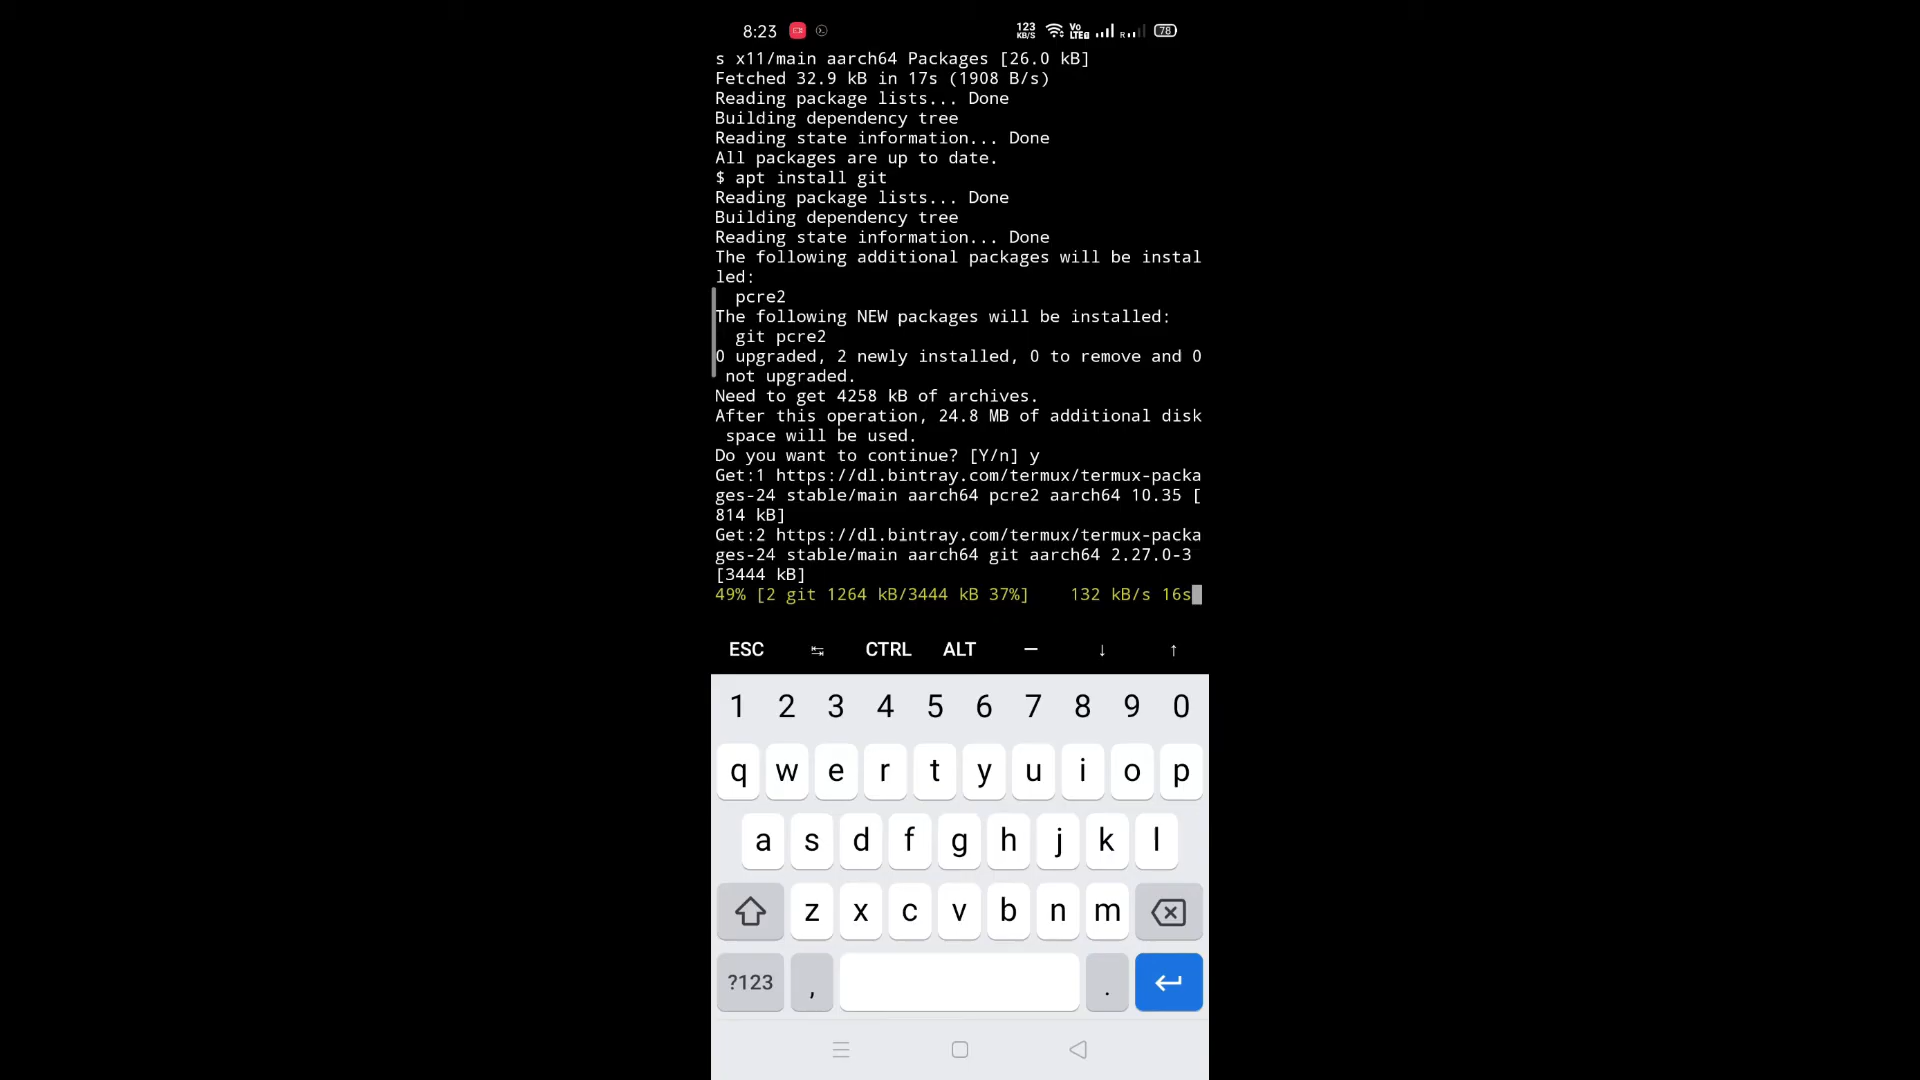 8:23 123 KB/S Vo LTE R 78
s x11/main aarch64 Packages [26.0 kB]
Fetched 32.9 kB in 17s (1908 B/s)
Reading package lists... Done
Building dependency tree
Reading state information... Done
All packages are up to date.
$ apt install git
Reading package lists... Done
Building dependency tree
Reading state information... Done
The following additional packages will be instal
led:
pcre2
The following NEW packages will be installed:
git pcre2
0 upgraded, 2 newly installed, 0 to remove and 0
not upgraded.
Need to get 4258 kB of archives.
After this operation, 24.8 MB of additional disk
space will be used.
Do you want to continue? [Y/n] y
Get:1 https://dl.bintray.com/termux/termux-packa
ges-24 stable/main aarch64 pcre2 aarch64 10.35 [
814 kB]
Get:2 https://dl.bintray.com/termux/termux-packa
ges-24 stable/main aarch64 git aarch64 2.27.0-3
[3444 kB]
49% [2 git 1264 kB/3444 kB 37%] 132 kB/s 16s
ESC ↹ CTRL ALT — ↓ ↑
1 2 3 4 5 6 7 8 9 0
q w e r t y u i o p
a s d f g h j k l
z x c v b n m
?123 , .